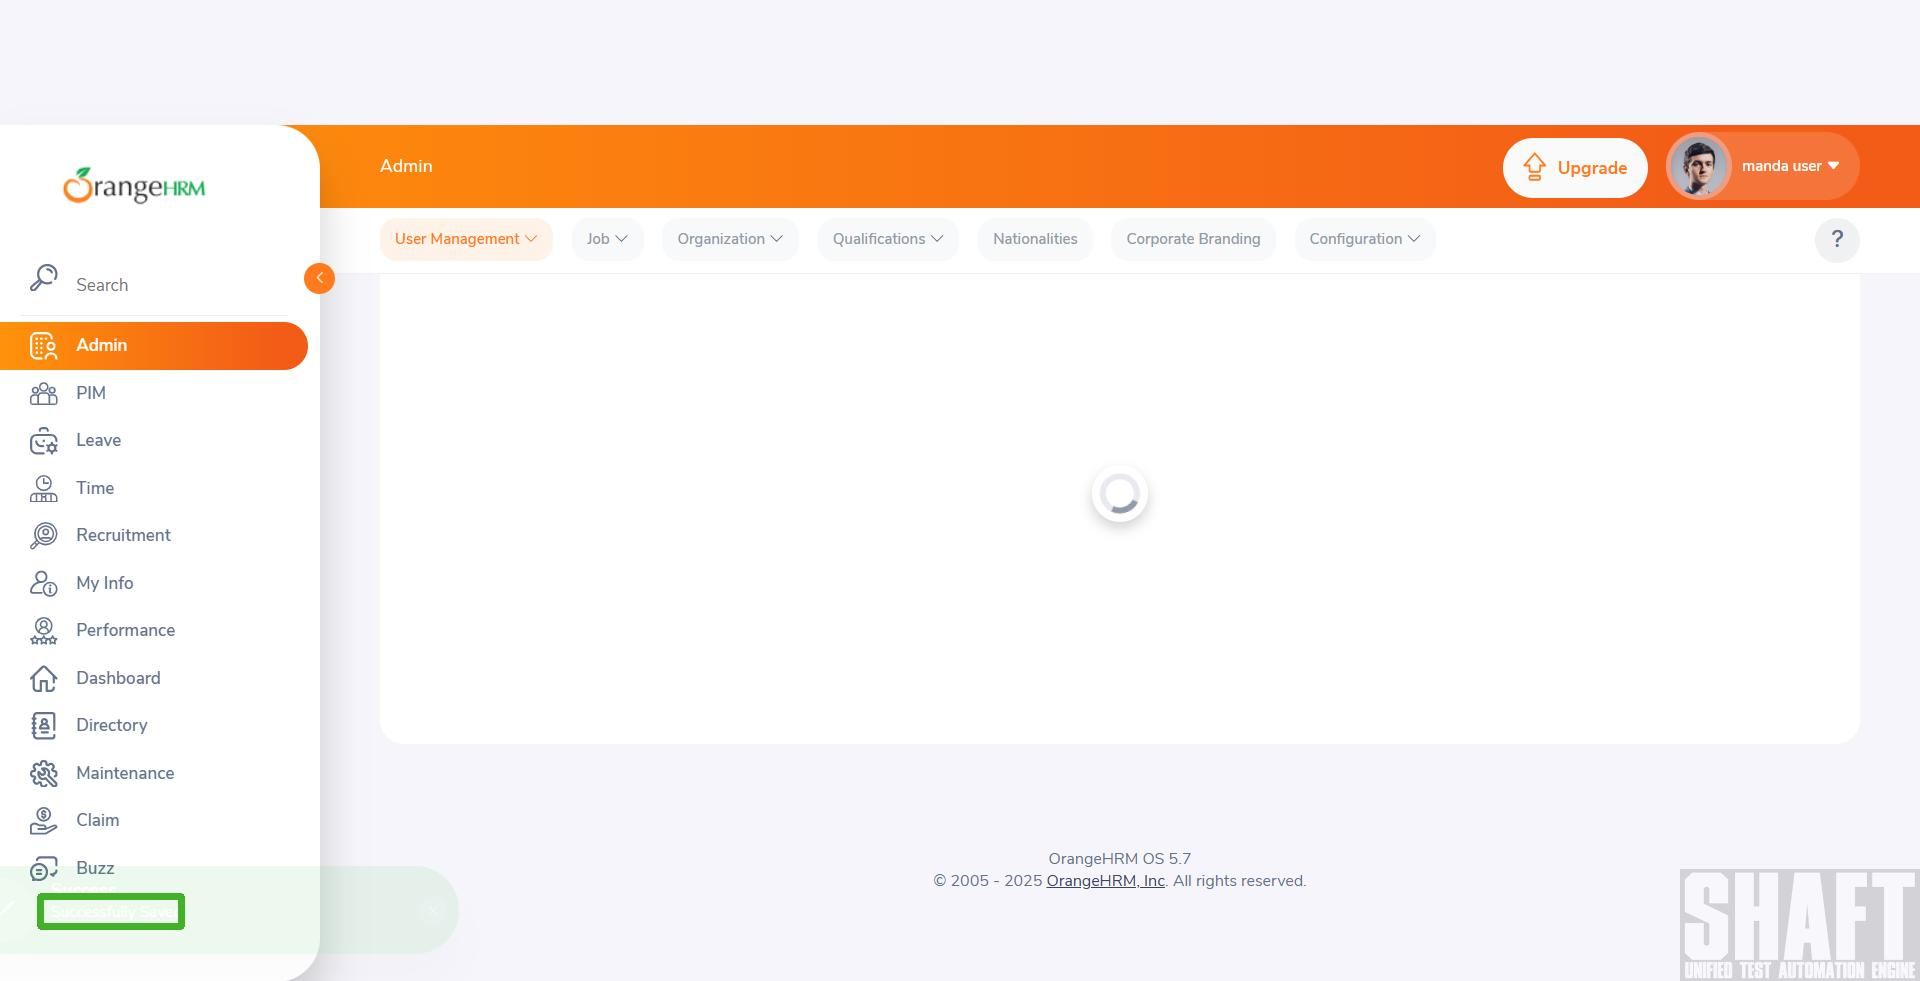 OrangeHRM
Admin
Upgrade
manda user
User Management
Job
Organization
Qualifications
Nationalities
Corporate Branding
Configuration
?
Search
Admin
PIM
Leave
Time
Recruitment
My Info
Performance
Dashboard
Directory
Maintenance
Claim
Buzz
Success
Successfully Saved
OrangeHRM OS 5.7
© 2005 - 2025 OrangeHRM, Inc. All rights reserved.
SHAFT
UNIFIED TEST AUTOMATION ENGINE